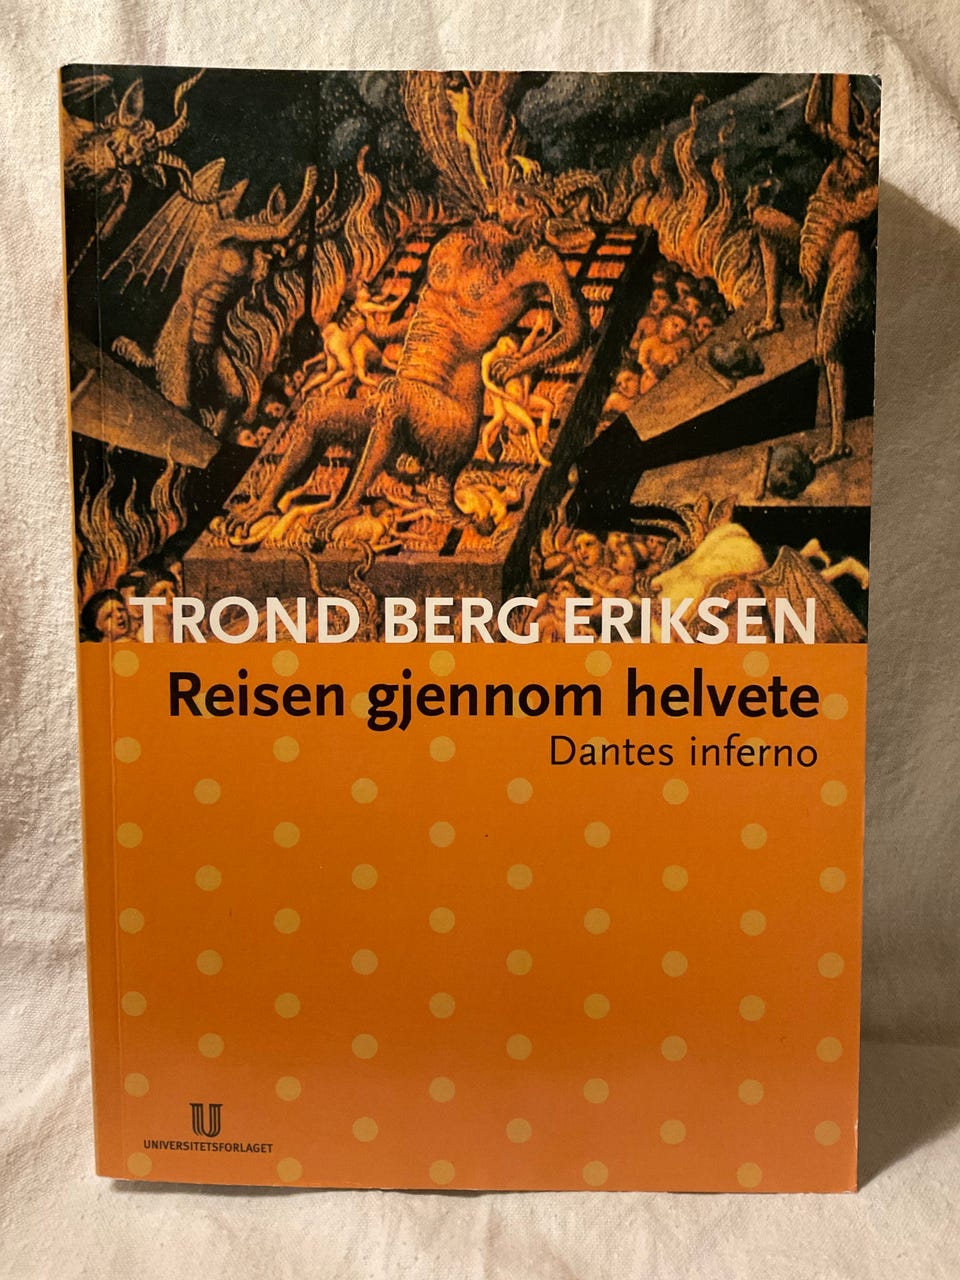 TROND BERG ERIKSEN
Reisen gjennom helvete
Dantes inferno
U
UNIVERSITETSFORLAGET